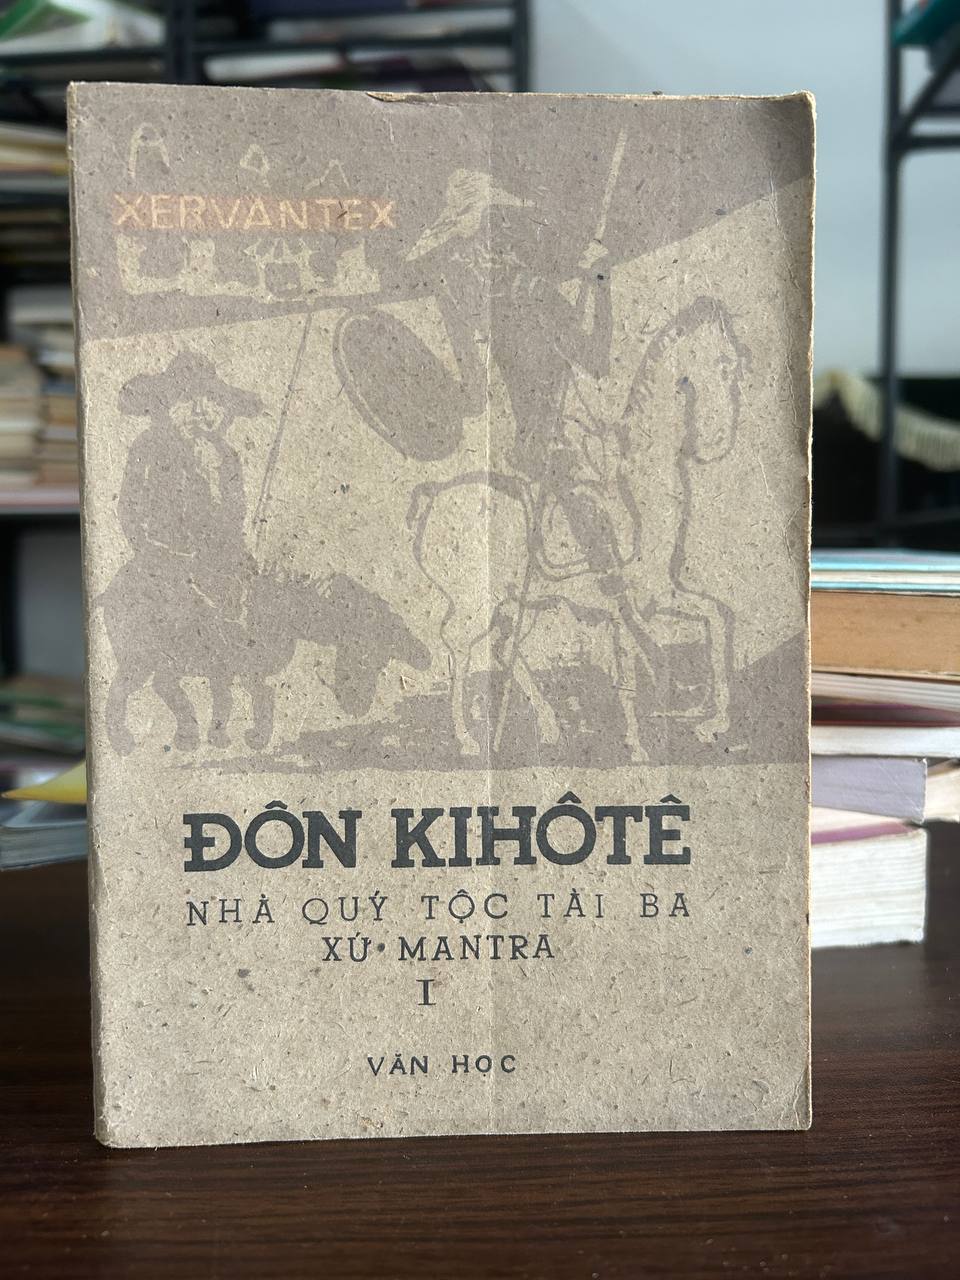 XERVANTEX
ĐÔN KIHÔTÊ
NHÀ QUÝ TỘC TÀI BA
XỨ MANTRA
I
VĂN HỌC